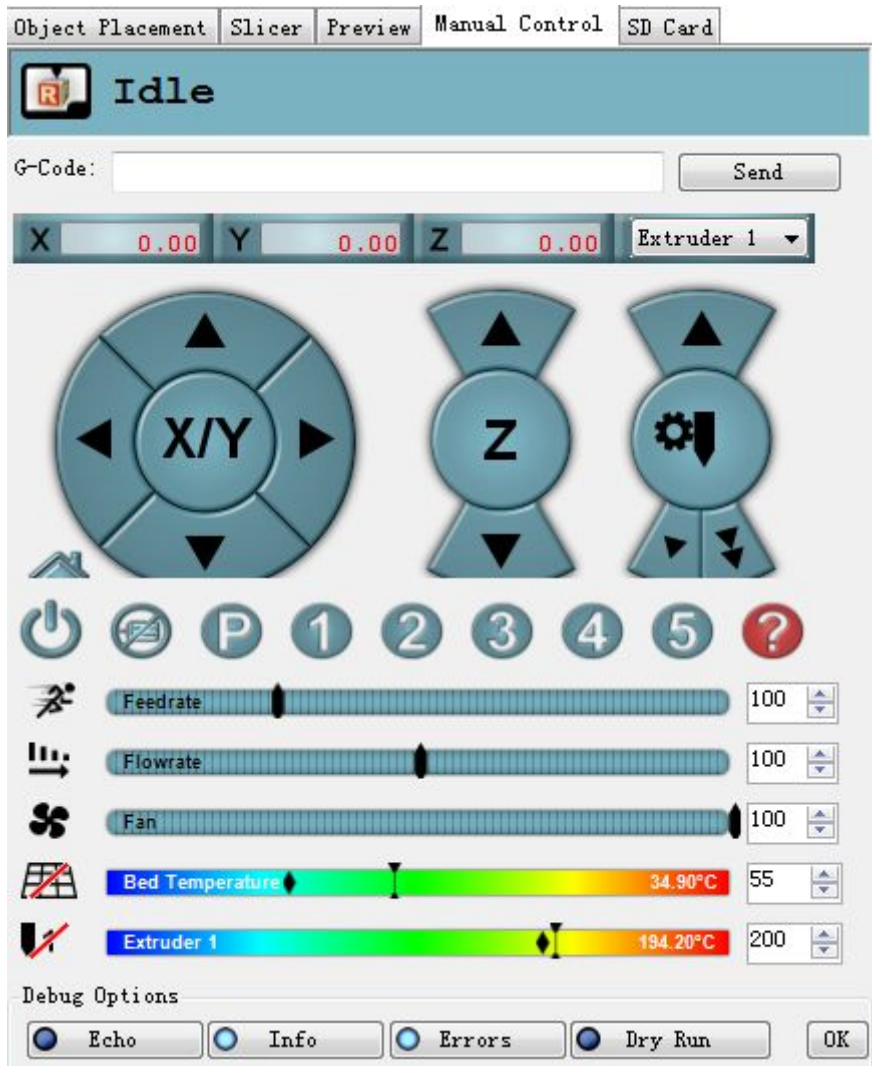 Object Placement Slicer Preview Manual Control SD Card
R Idle
G-Code: Send
X 0.00 Y 0.00 Z 0.00 Extruder 1
X/Y Z
P 1 2 3 4 5 ?
Feedrate 100
Flowrate 100
Fan 100
Bed Temperature 34.90°C 55
1 Extruder 1 194.20°C 200
Debug Options
Echo Info Errors Dry Run OK